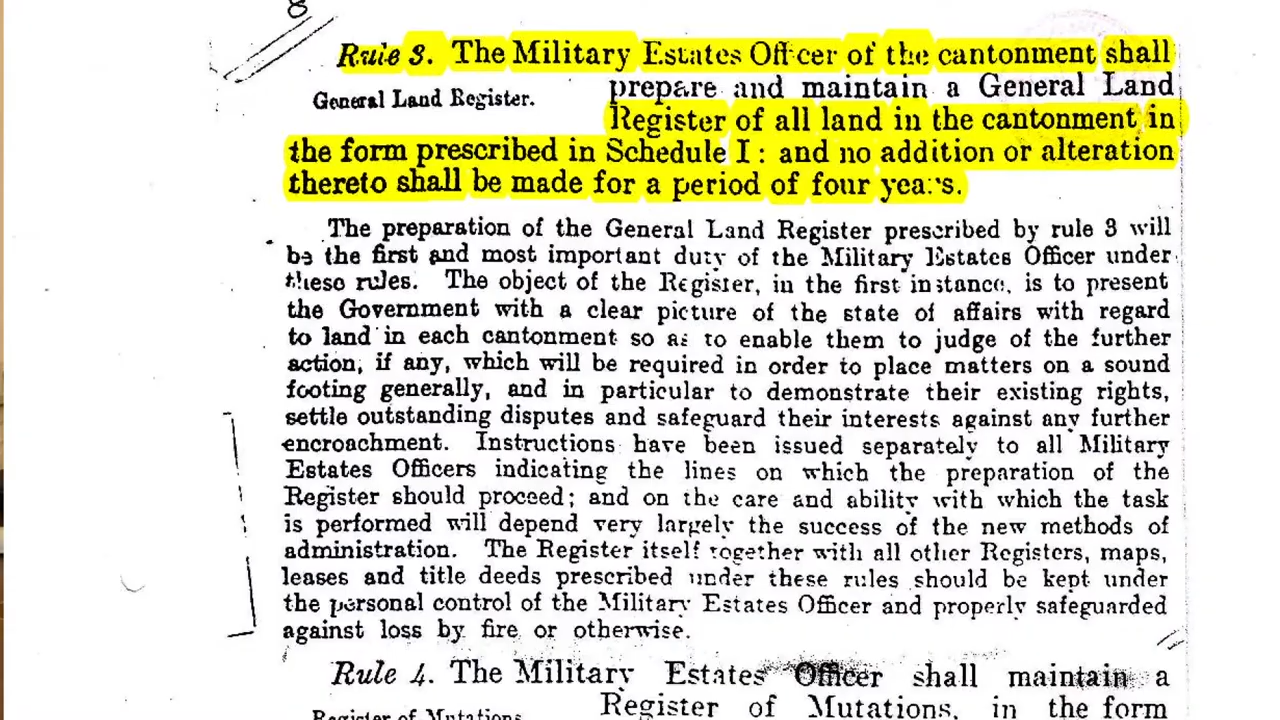 8
Rule 3. The Military Estates Officer of the cantonment shall
General Land Register.
prepare and maintain a General Land
Register of all land in the cantonment in
the form prescribed in Schedule I: and no addition or alteration
thereto shall be made for a period of four years.
The preparation of the General Land Register prescribed by rule 3 will
be the first and most important duty of the Military Estates Officer under
these rules. The object of the Register, in the first instance, is to present
the Government with a clear picture of the state of affairs with regard
to land in each cantonment so as to enable them to judge of the further
action, if any, which will be required in order to place matters on a sound
footing generally, and in particular to demonstrate their existing rights,
settle outstanding disputes and safeguard their interests against any further
encroachment. Instructions have been issued separately to all Military
Estates Officers indicating the lines on which the preparation of the
Register should proceed; and on the care and ability with which the task
is performed will depend very largely the success of the new methods of
administration. The Register itself together with all other Registers, maps,
leases and title deeds prescribed under these rules should be kept under
the personal control of the Military Estates Officer and properly safeguarded
against loss by fire or otherwise.
Rule 4. The Military Estates Officer shall maintain a
Register of Mutations, in the form
Register of Mutations